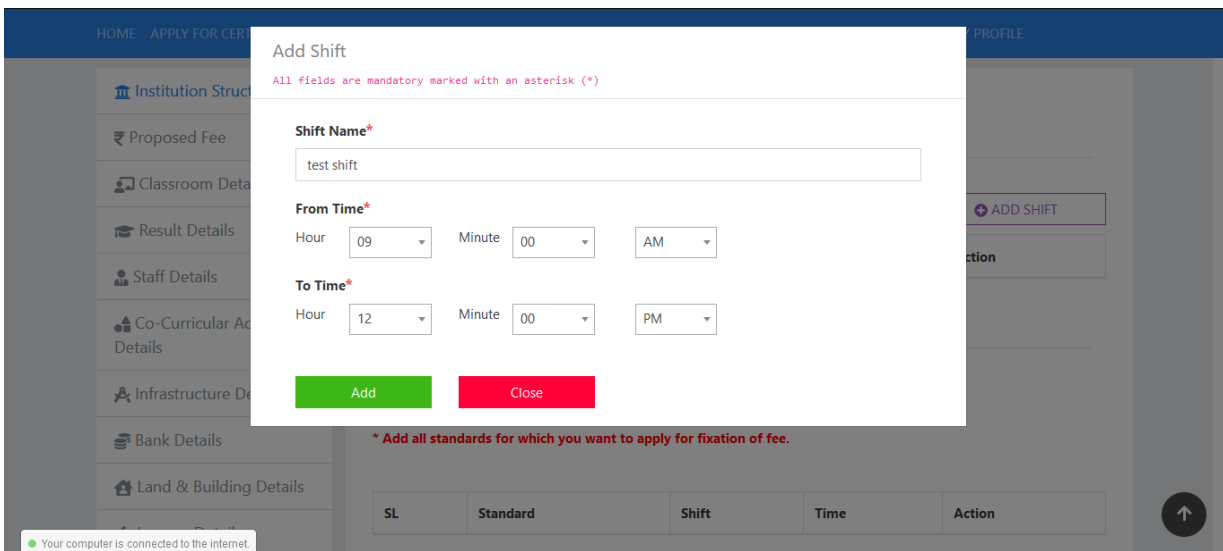 HOME APPLY FOR CERT
PROFILE
Add Shift
All fields are mandatory marked with an asterisk (*)
Institution Struct
Shift Name*
Proposed Fee
test shift
Classroom Deta
From Time*
ADD SHIFT
Result Details
Hour 09 Minute 00 AM
ction
Staff Details
To Time*
Hour 12 Minute 00 PM
Co-Curricular Ac
Details
Infrastructure De
Add Close
Bank Details
* Add all standards for which you want to apply for fixation of fee.
Land & Building Details
SL Standard Shift Time Action
Your computer is connected to the internet.